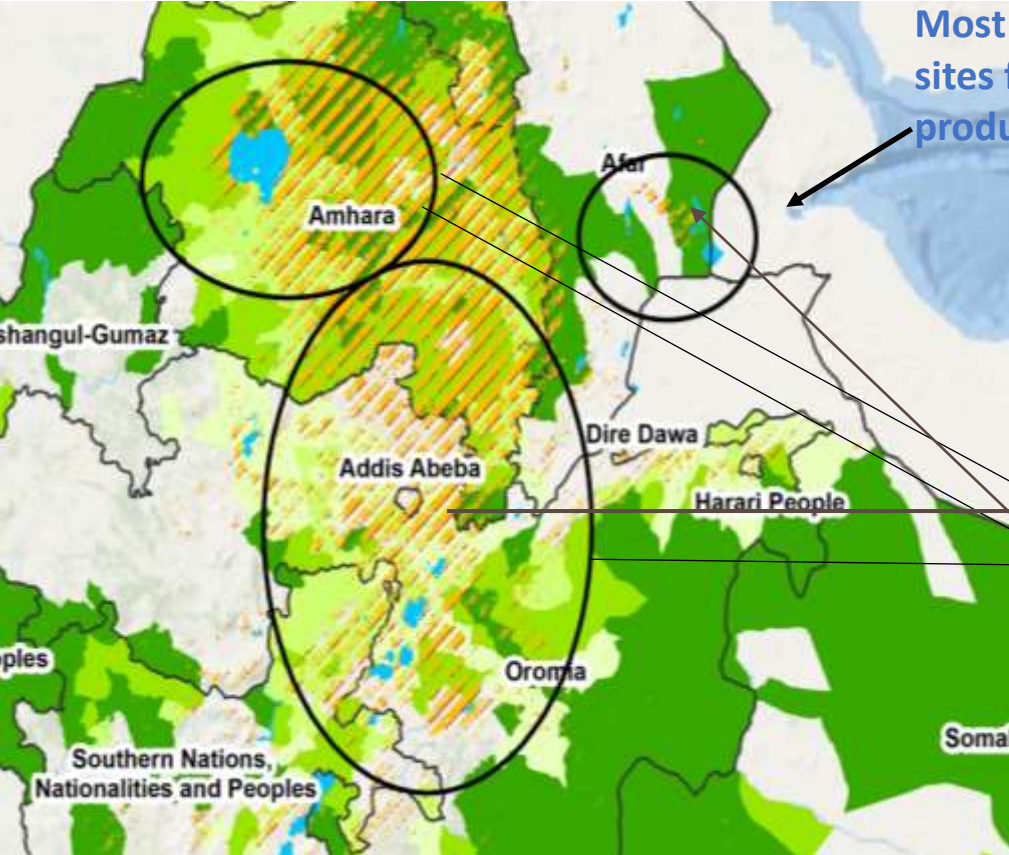 Most
sites
produ
Afar
Amhara
shangul-Gumaz
Dire Dawa
Addis Abeba
Harari People
oples
Oromia
Somal
Southern Nations,
Nationalities and Peoples